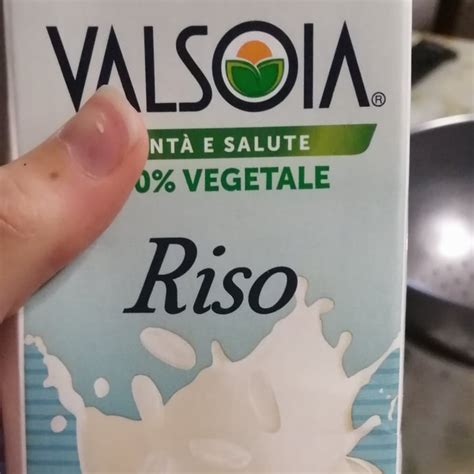 VALSOIA®
NTÀ E SALUTE
0% VEGETALE
Riso